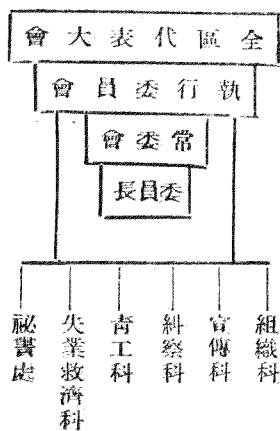 全區代表大會
執行委員會
常委會
委員長
組織科
宣傳科
糾察科
青工科
失業救濟科
祕書處